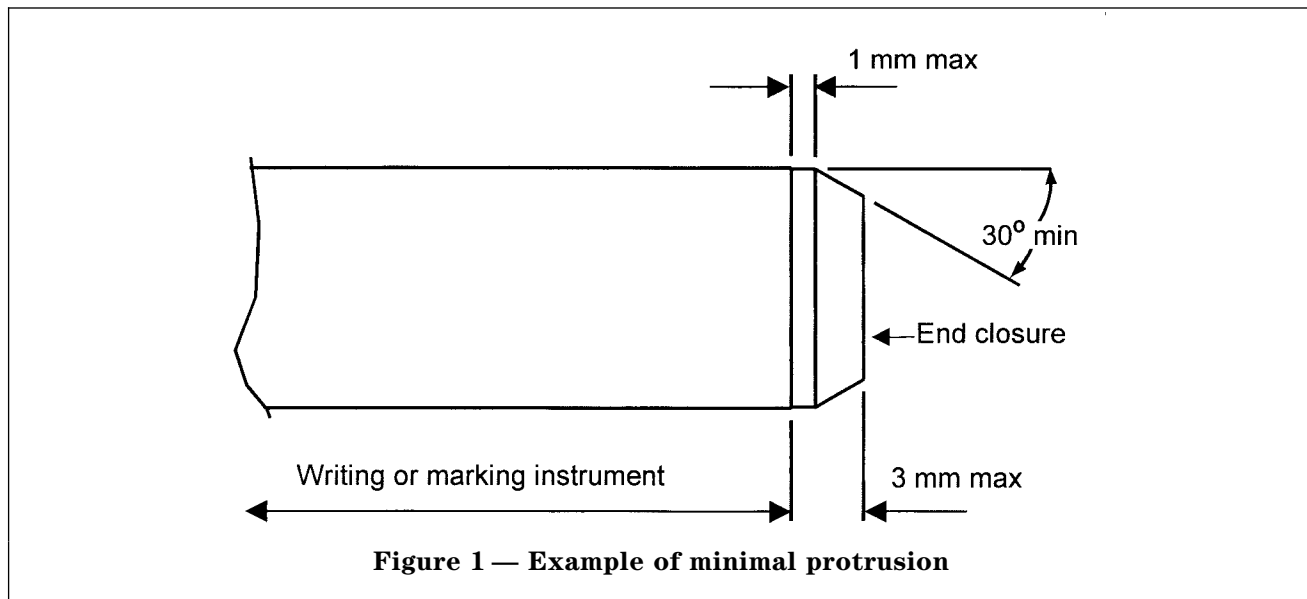 1 mm max
30° min
End closure
Writing or marking instrument
3 mm max
Figure 1 — Example of minimal protrusion